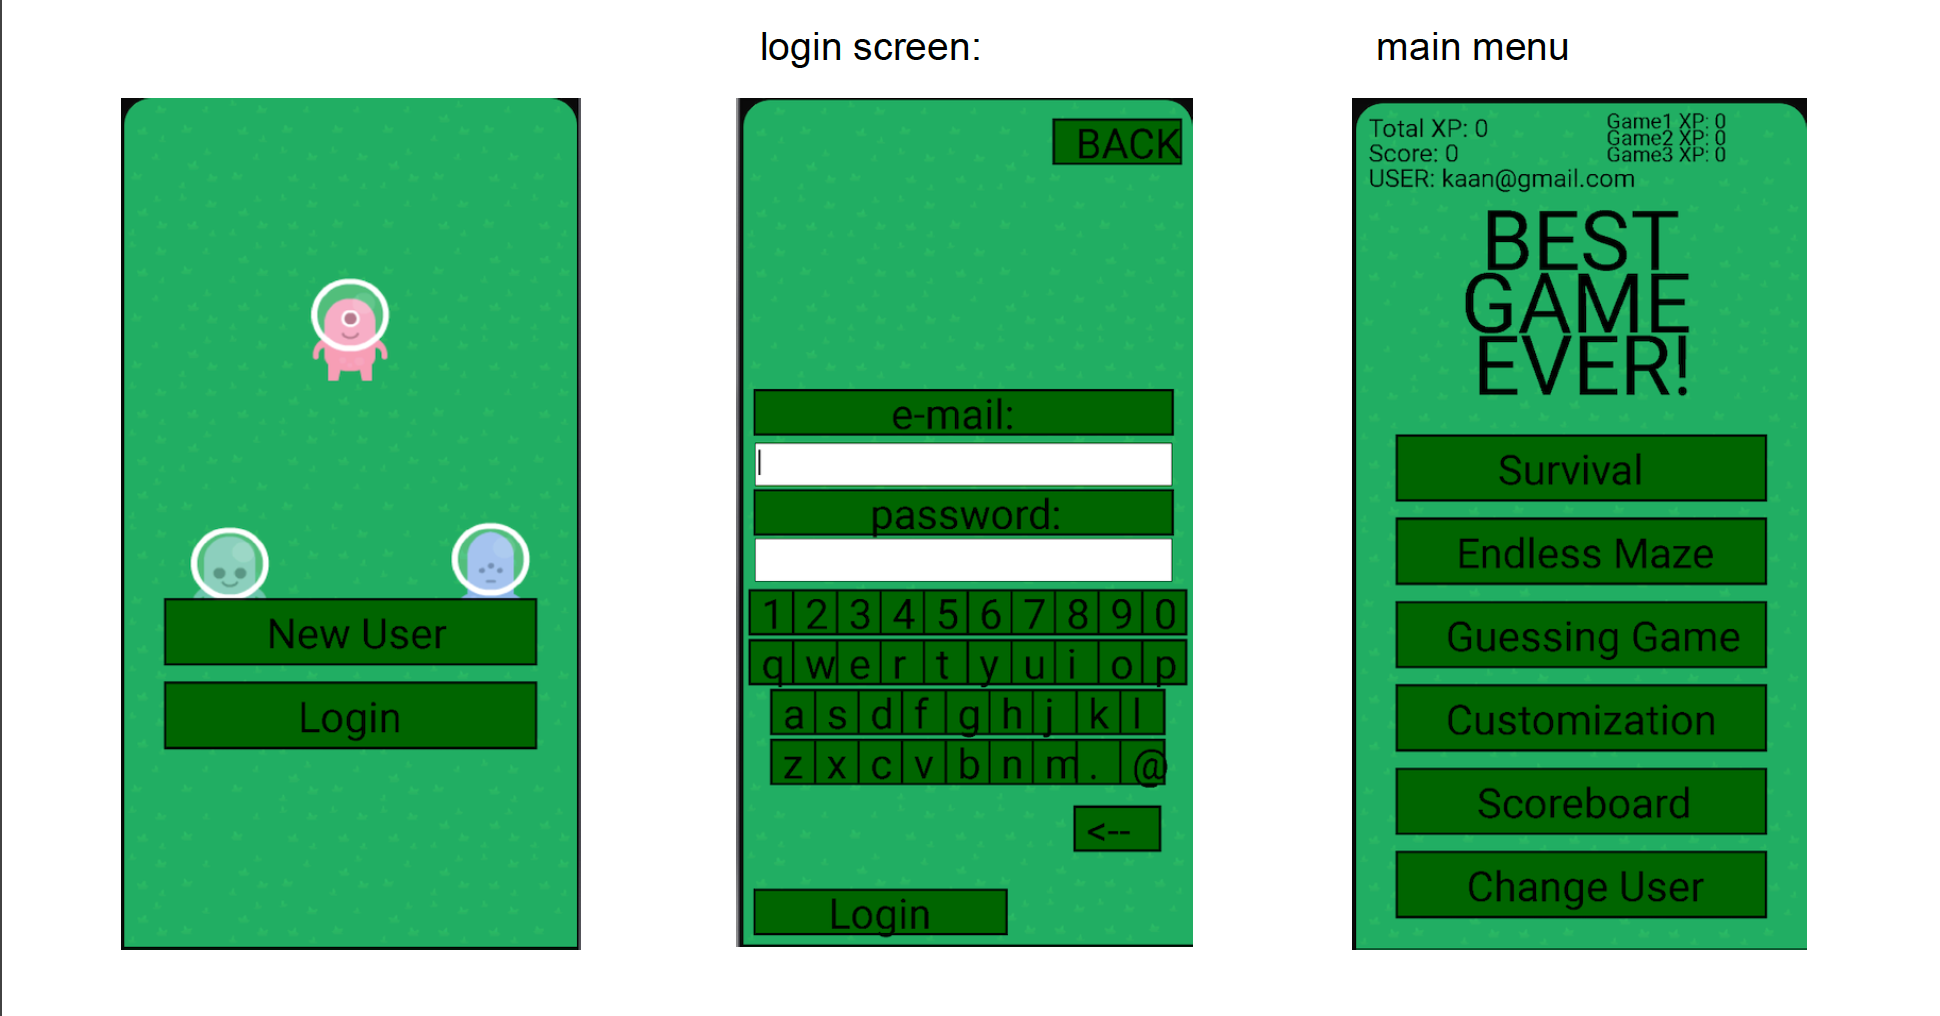 New User
Login
login screen:
BACK
e-mail:
password:
1 2 3 4 5 6 7 8 9 0
q w e r t y u i o p
a s d f g h j k l
z x c v b n m . @
<--
Login
main menu
Total XP: 0
Score: 0
USER: kaan@gmail.com
Game1 XP: 0
Game2 XP: 0
Game3 XP: 0
BEST
GAME
EVER!
Survival
Endless Maze
Guessing Game
Customization
Scoreboard
Change User